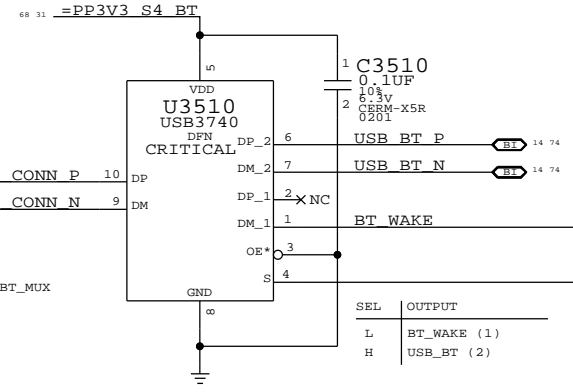 68 31 =PP3V3_S4_BT
5
VDD
U3510
USB3740
DFN
CRITICAL
1 C3510
0.1UF
10%
6.3V
2 CERM-X5R
0201
DP_2 6 USB_BT_P BI 14 74
DM_2 7 USB_BT_N BI 14 74
CONN_P 10 DP
DP_1 2 NC
_CONN_N 9 DM
DM_1 1 BT_WAKE
OE* 3
S 4
BT_MUX
GND
8
SEL OUTPUT
L BT_WAKE (1)
H USB_BT (2)